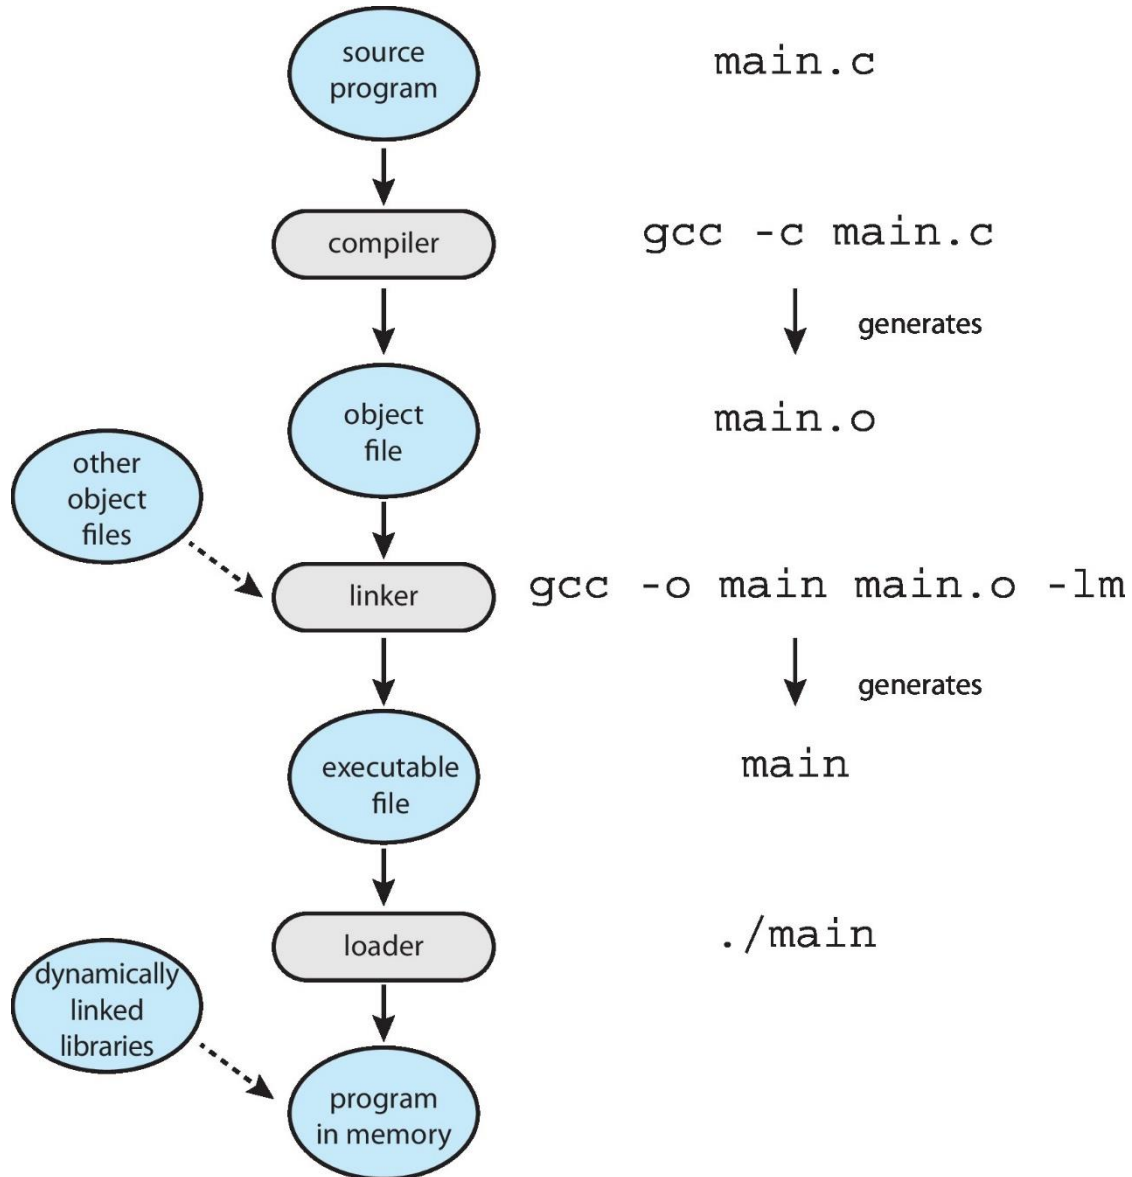 source
program
main.c
compiler
gcc -c main.c
generates
object
file
main.o
other
object
files
linker
gcc -o main main.o -lm
generates
executable
file
main
loader
./main
dynamically
linked
libraries
program
in memory